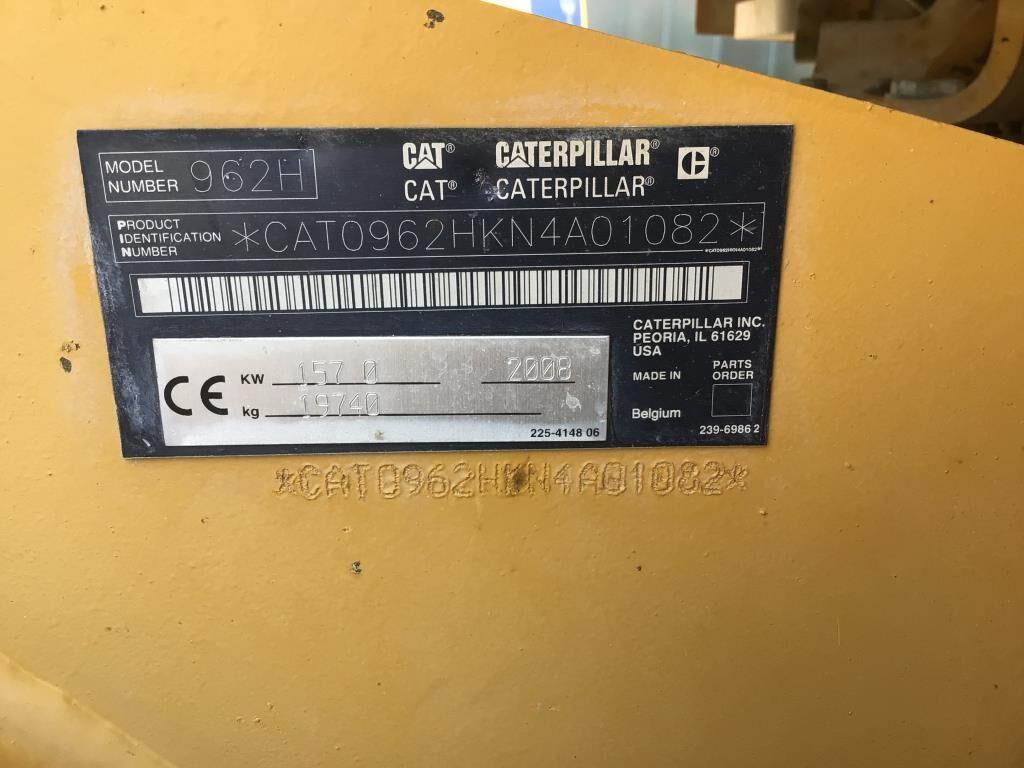 MODEL NUMBER 962H
CAT® CATERPILLAR®
CAT® CATERPILLAR®
PRODUCT IDENTIFICATION NUMBER *CAT0962HKN4A01082*
*CAT0962HKN4A01082*
CATERPILLAR INC.
PEORIA, IL 61629
USA
MADE IN
Belgium
PARTS ORDER
239-6986 2
CE
KW 157.0 2008
kg 19740
225-4148 06
*CAT0962HKN4A01082*